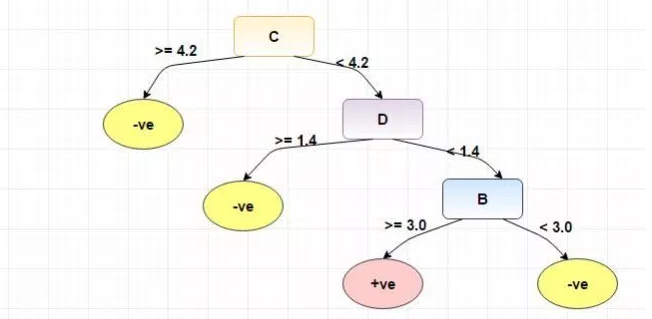 C
>= 4.2
< 4.2
-ve
D
>= 1.4
< 1.4
-ve
B
>= 3.0
< 3.0
+ve
-ve